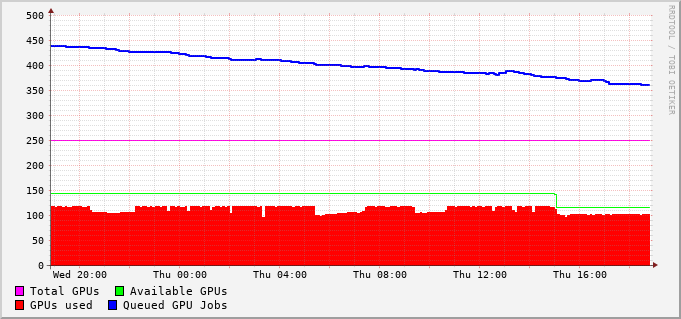 500
450
400
350
300
250
200
150
100
50
0
Wed 20:00 Thu 00:00 Thu 04:00 Thu 08:00 Thu 12:00 Thu 16:00
Total GPUs Available GPUs
GPUs used Queued GPU Jobs
RRDTOOL / TOBI OETIKER